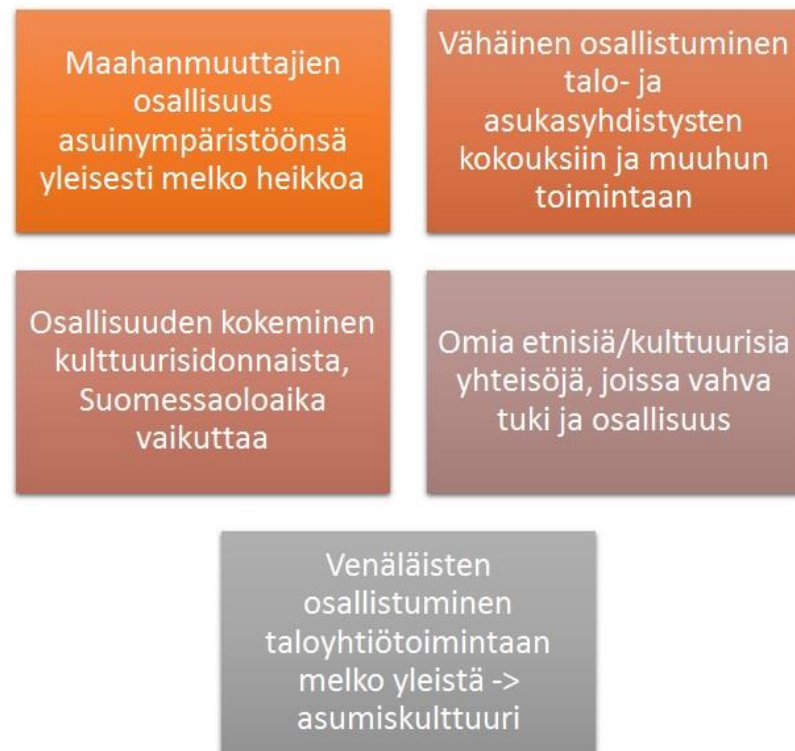 Maahanmuuttajien
osallisuus
asuinympäristöönsä
yleisesti melko heikkoa
Vähäinen osallistuminen
talo- ja
asukasyhdistysten
kokouksiin ja muuhun
toimintaan
Osallisuuden kokeminen
kulttuurisidonnaista,
Suomessaoloaika
vaikuttaa
Omia etnisiä/kulttuurisia
yhteisöjä, joissa vahva
tuki ja osallisuus
Venäläisten
osallistuminen
taloyhtiötoimintaan
melko yleistä ->
asumiskulttuuri